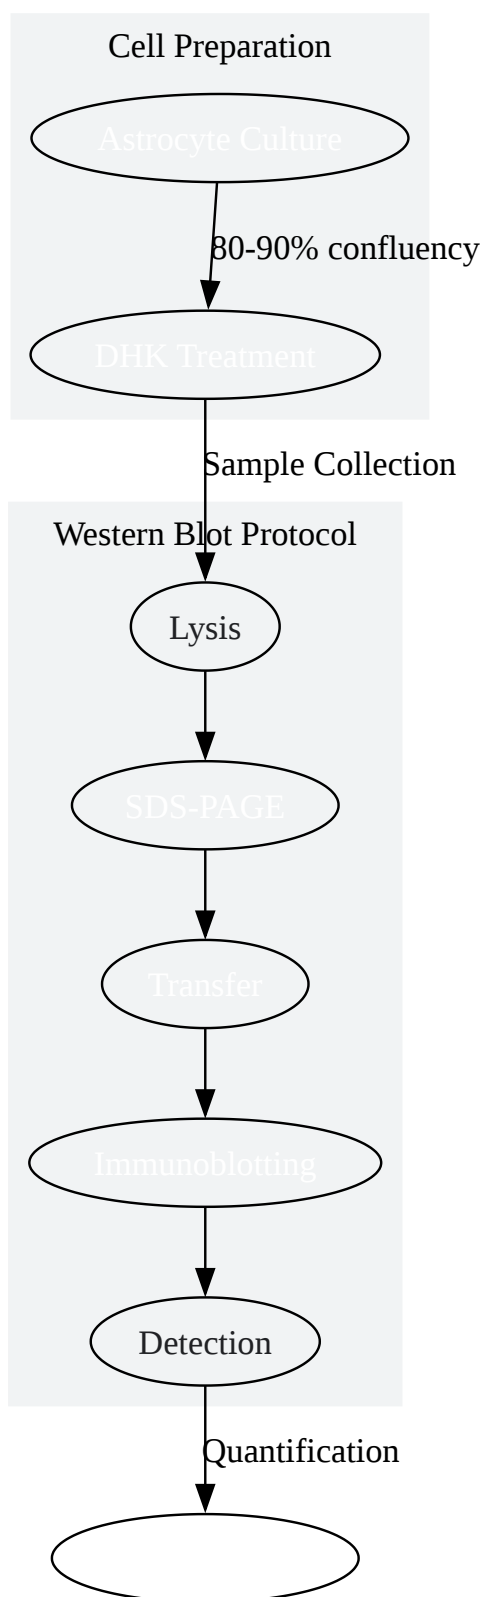 Cell Preparation
Astrocyte Culture
80-90% confluency
DHK Treatment
Sample Collection
Western Blot Protocol
Lysis
SDS-PAGE
Transfer
Immunoblotting
Detection
Quantification